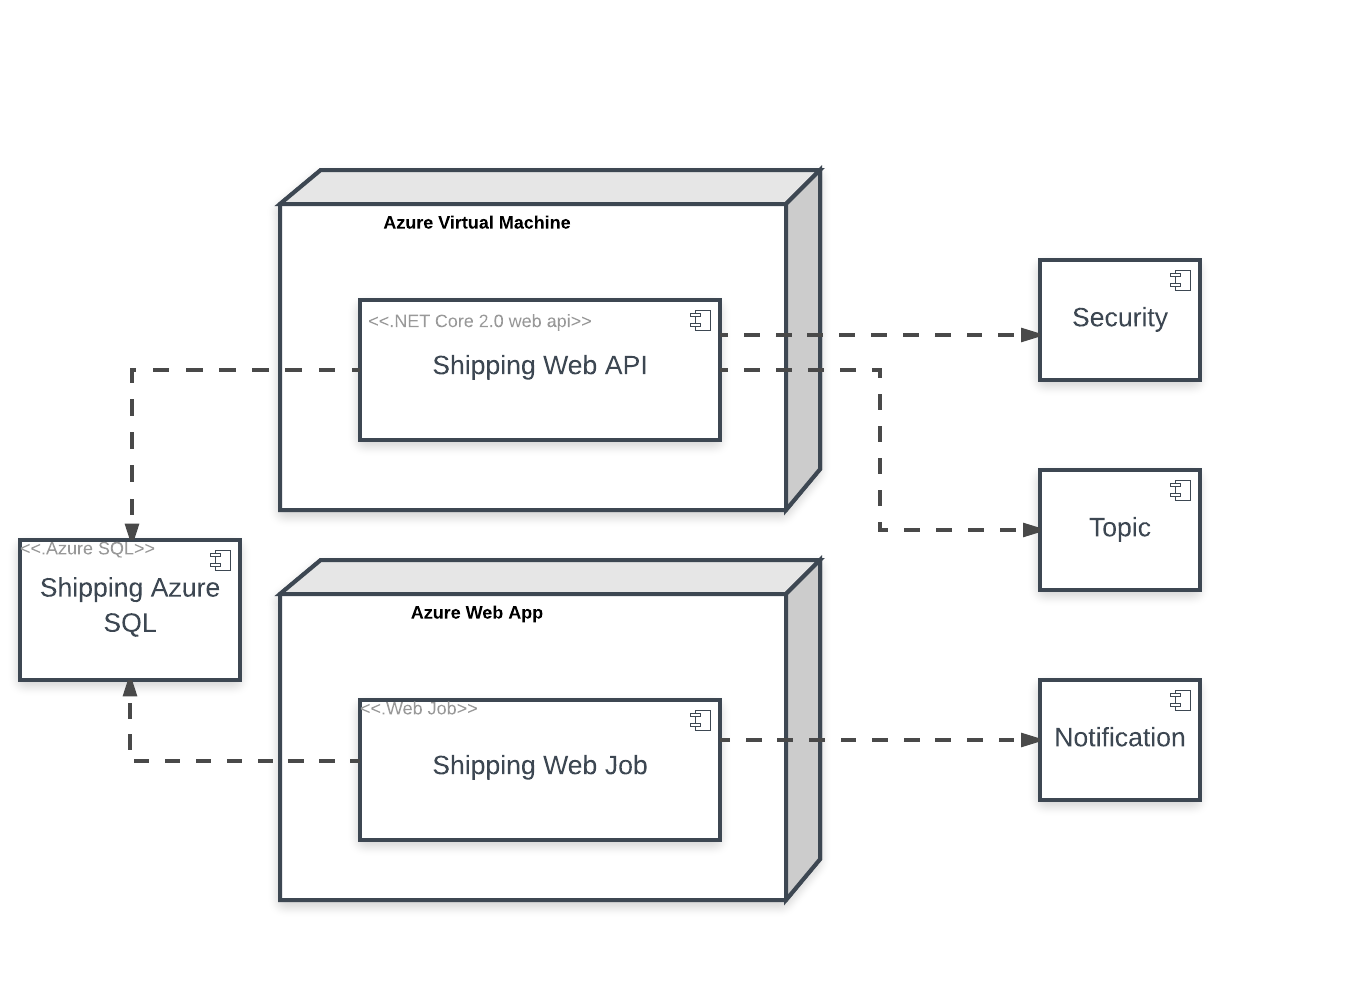 Azure Virtual Machine
<<.NET Core 2.0 web api>>
Shipping Web API
Security
Topic
<<.Azure SQL>>
Shipping Azure
SQL
Azure Web App
<<.Web Job>>
Shipping Web Job
Notification